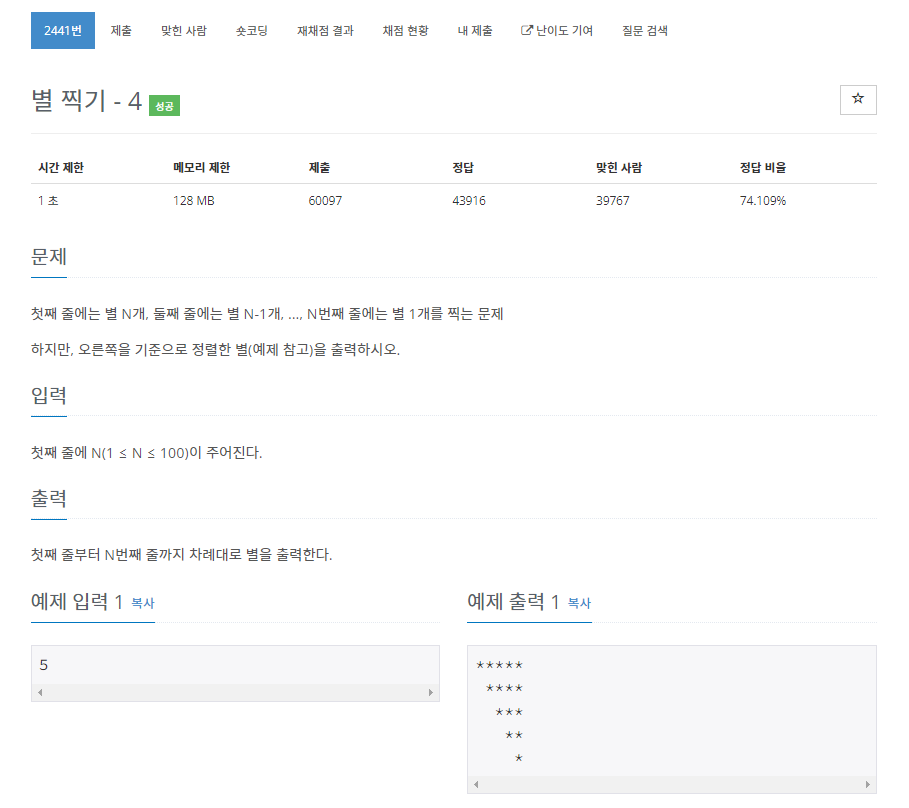 2441번 제출 맞힌 사람 숏코딩 재채점 결과 채점 현황 내 제출 난이도 기여 질문 검색
별 찍기 - 4 성공
시간 제한 메모리 제한 제출 정답 맞힌 사람 정답 비율
1 초 128 MB 60097 43916 39767 74.109%
문제
첫째 줄에는 별 N개, 둘째 줄에는 별 N-1개, ..., N번째 줄에는 별 1개를 찍는 문제
하지만, 오른쪽을 기준으로 정렬한 별(예제 참고)을 출력하시오.
입력
첫째 줄에 N(1 ≤ N ≤ 100)이 주어진다.
출력
첫째 줄부터 N번째 줄까지 차례대로 별을 출력한다.
예제 입력 1 복사
5
예제 출력 1 복사
*****
 ****
  ***
   **
    *